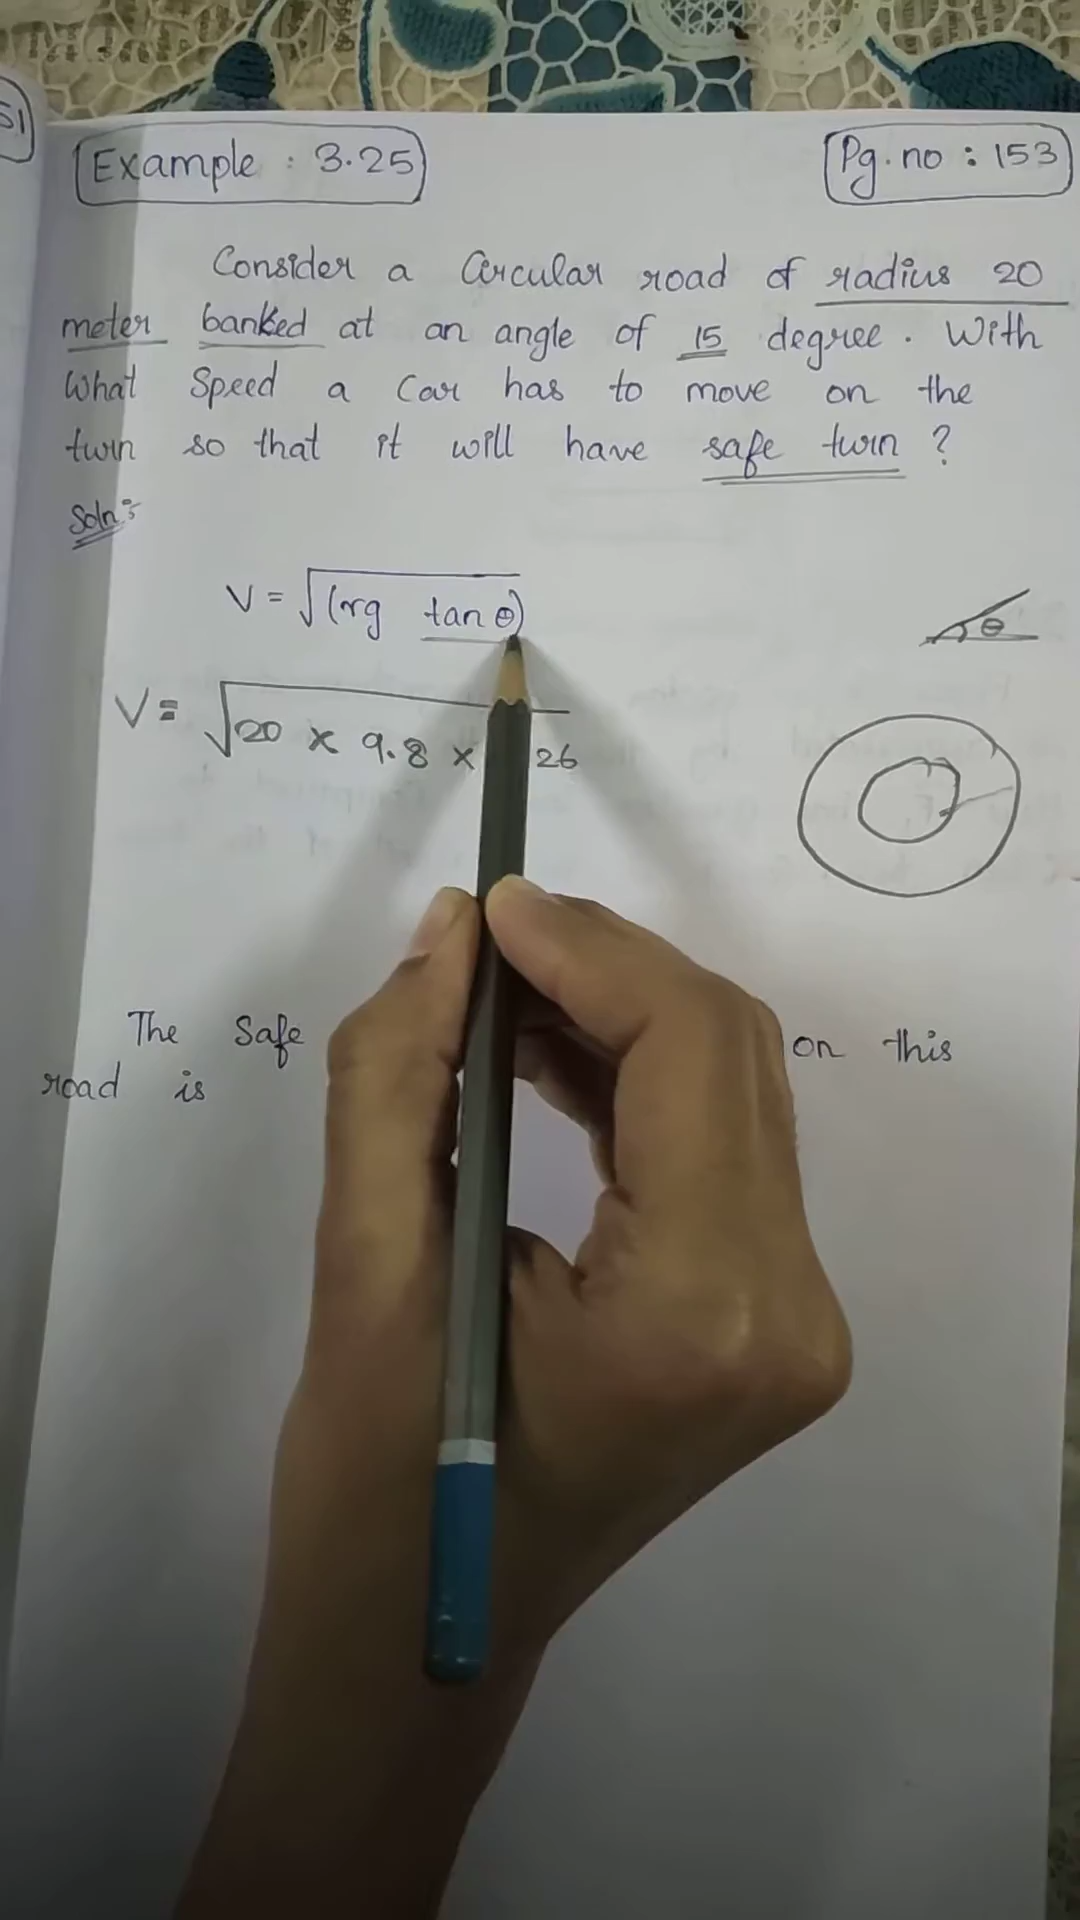 51
Example : 3.25
Pg. no : 153
Consider a Circular road of radius 20
meter banked at an angle of 15 degree. With
What Speed a Car has to move on the
turn so that it will have safe turn ?
Soln:
V = √(rg tan θ)
θ
V = √20 × 9.8 × 26
The Safe on this
road is